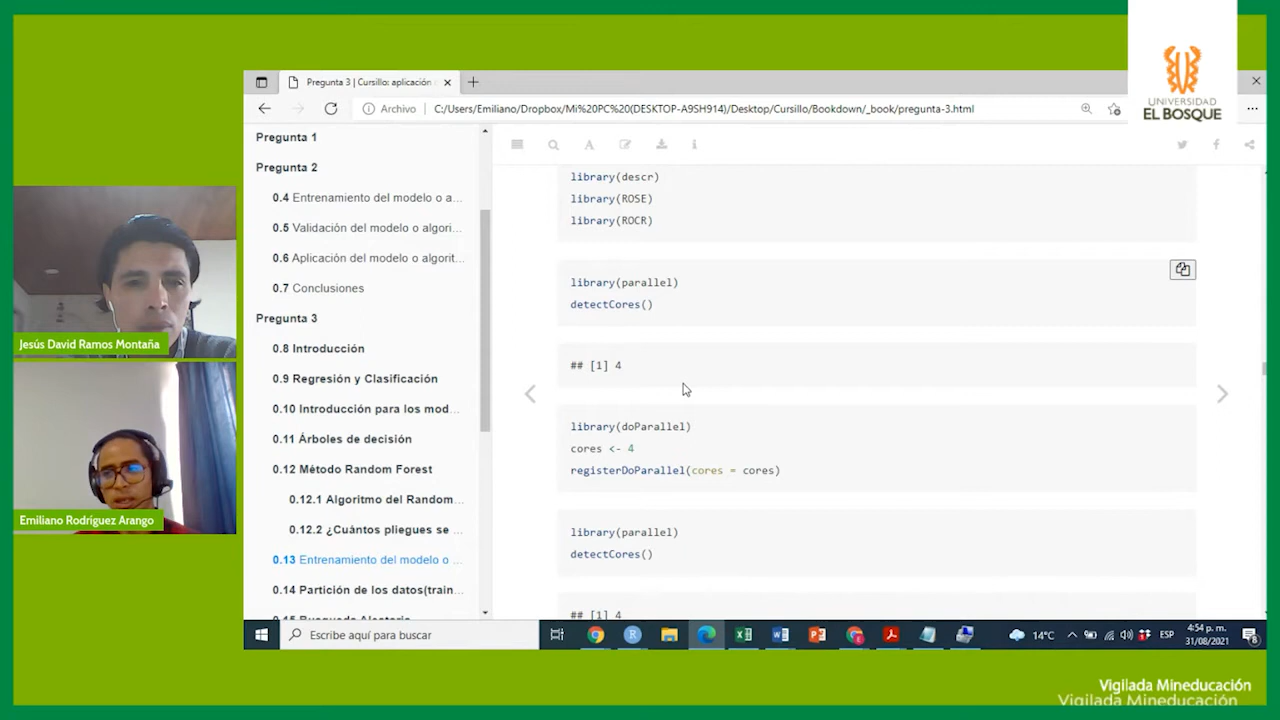 UNIVERSIDAD
EL BOSQUE
Pregunta 3 | Cursillo: aplicación
Archivo
C:/Users/Emiliano/Dropbox/Mi%20PC%20(DESKTOP-A9SH914)/Desktop/Cursillo/Bookdown/_book/pregunta-3.html
Pregunta 1
Pregunta 2
0.4 Entrenamiento del modelo o a...
0.5 Validación del modelo o algori...
0.6 Aplicación del modelo o algorit...
0.7 Conclusiones
Pregunta 3
0.8 Introducción
0.9 Regresión y Clasificación
0.10 Introducción para los mod...
0.11 Árboles de decisión
0.12 Método Random Forest
0.12.1 Algoritmo del Random...
0.12.2 ¿Cuántos pliegues se ...
0.13 Entrenamiento del modelo o ...
0.14 Partición de los datos(train...
0.15 Busqueda Aleatoria
library(descr)
library(ROSE)
library(ROCR)
library(parallel)
detectCores()
## [1] 4
library(doParallel)
cores <- 4
registerDoParallel(cores = cores)
library(parallel)
detectCores()
## [1] 4
Jesús David Ramos Montaña
Emiliano Rodríguez Arango
Escribe aquí para buscar
14°C
ESP
4:54 p. m.
31/08/2021
Vigilada Mineducación
Vigilada Mineducación